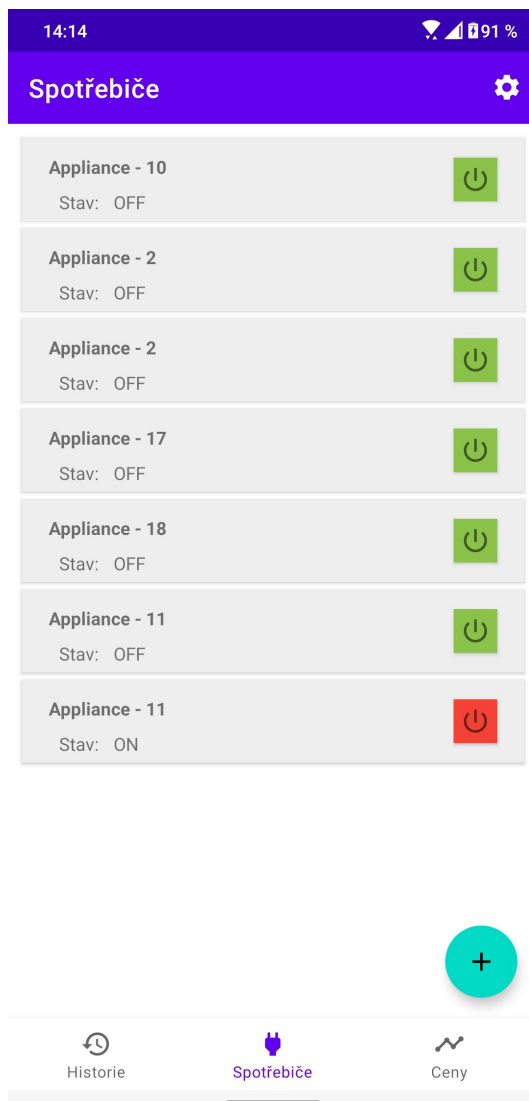 14:14 91 %
Spotřebiče
Appliance - 10
Stav: OFF
Appliance - 2
Stav: OFF
Appliance - 2
Stav: OFF
Appliance - 17
Stav: OFF
Appliance - 18
Stav: OFF
Appliance - 11
Stav: OFF
Appliance - 11
Stav: ON
Historie Spotřebiče Ceny